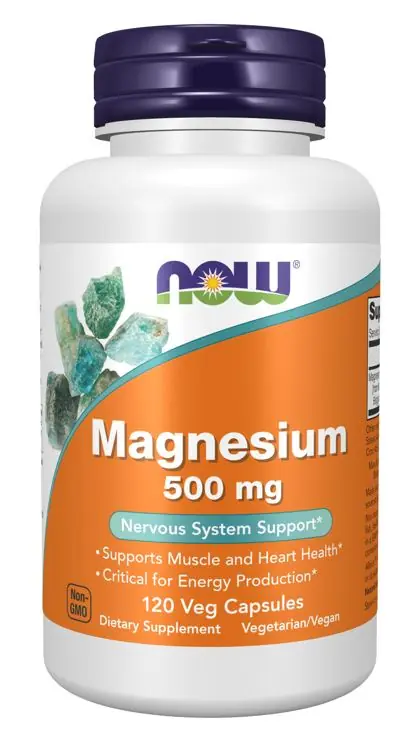 now®
Magnesium
500 mg
Nervous System Support*
• Supports Muscle and Heart Health*
• Critical for Energy Production*
120 Veg Capsules
Dietary Supplement Vegetarian/Vegan
Non-
GMO